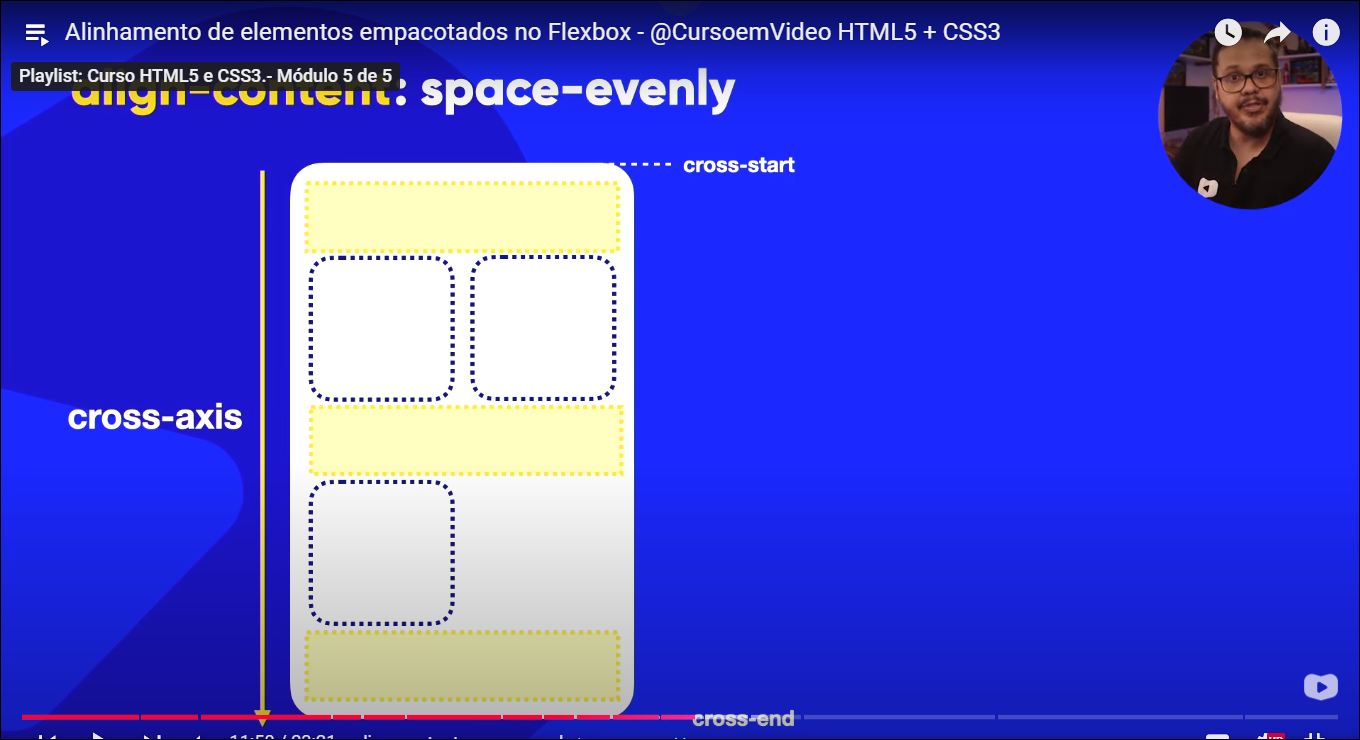 Alinhamento de elementos empacotados no Flexbox - @CursoemVideo HTML5 + CSS3
Playlist: Curso HTML5 e CSS3.- Módulo 5 de 5
align-content: space-evenly
cross-start
cross-axis
cross-end